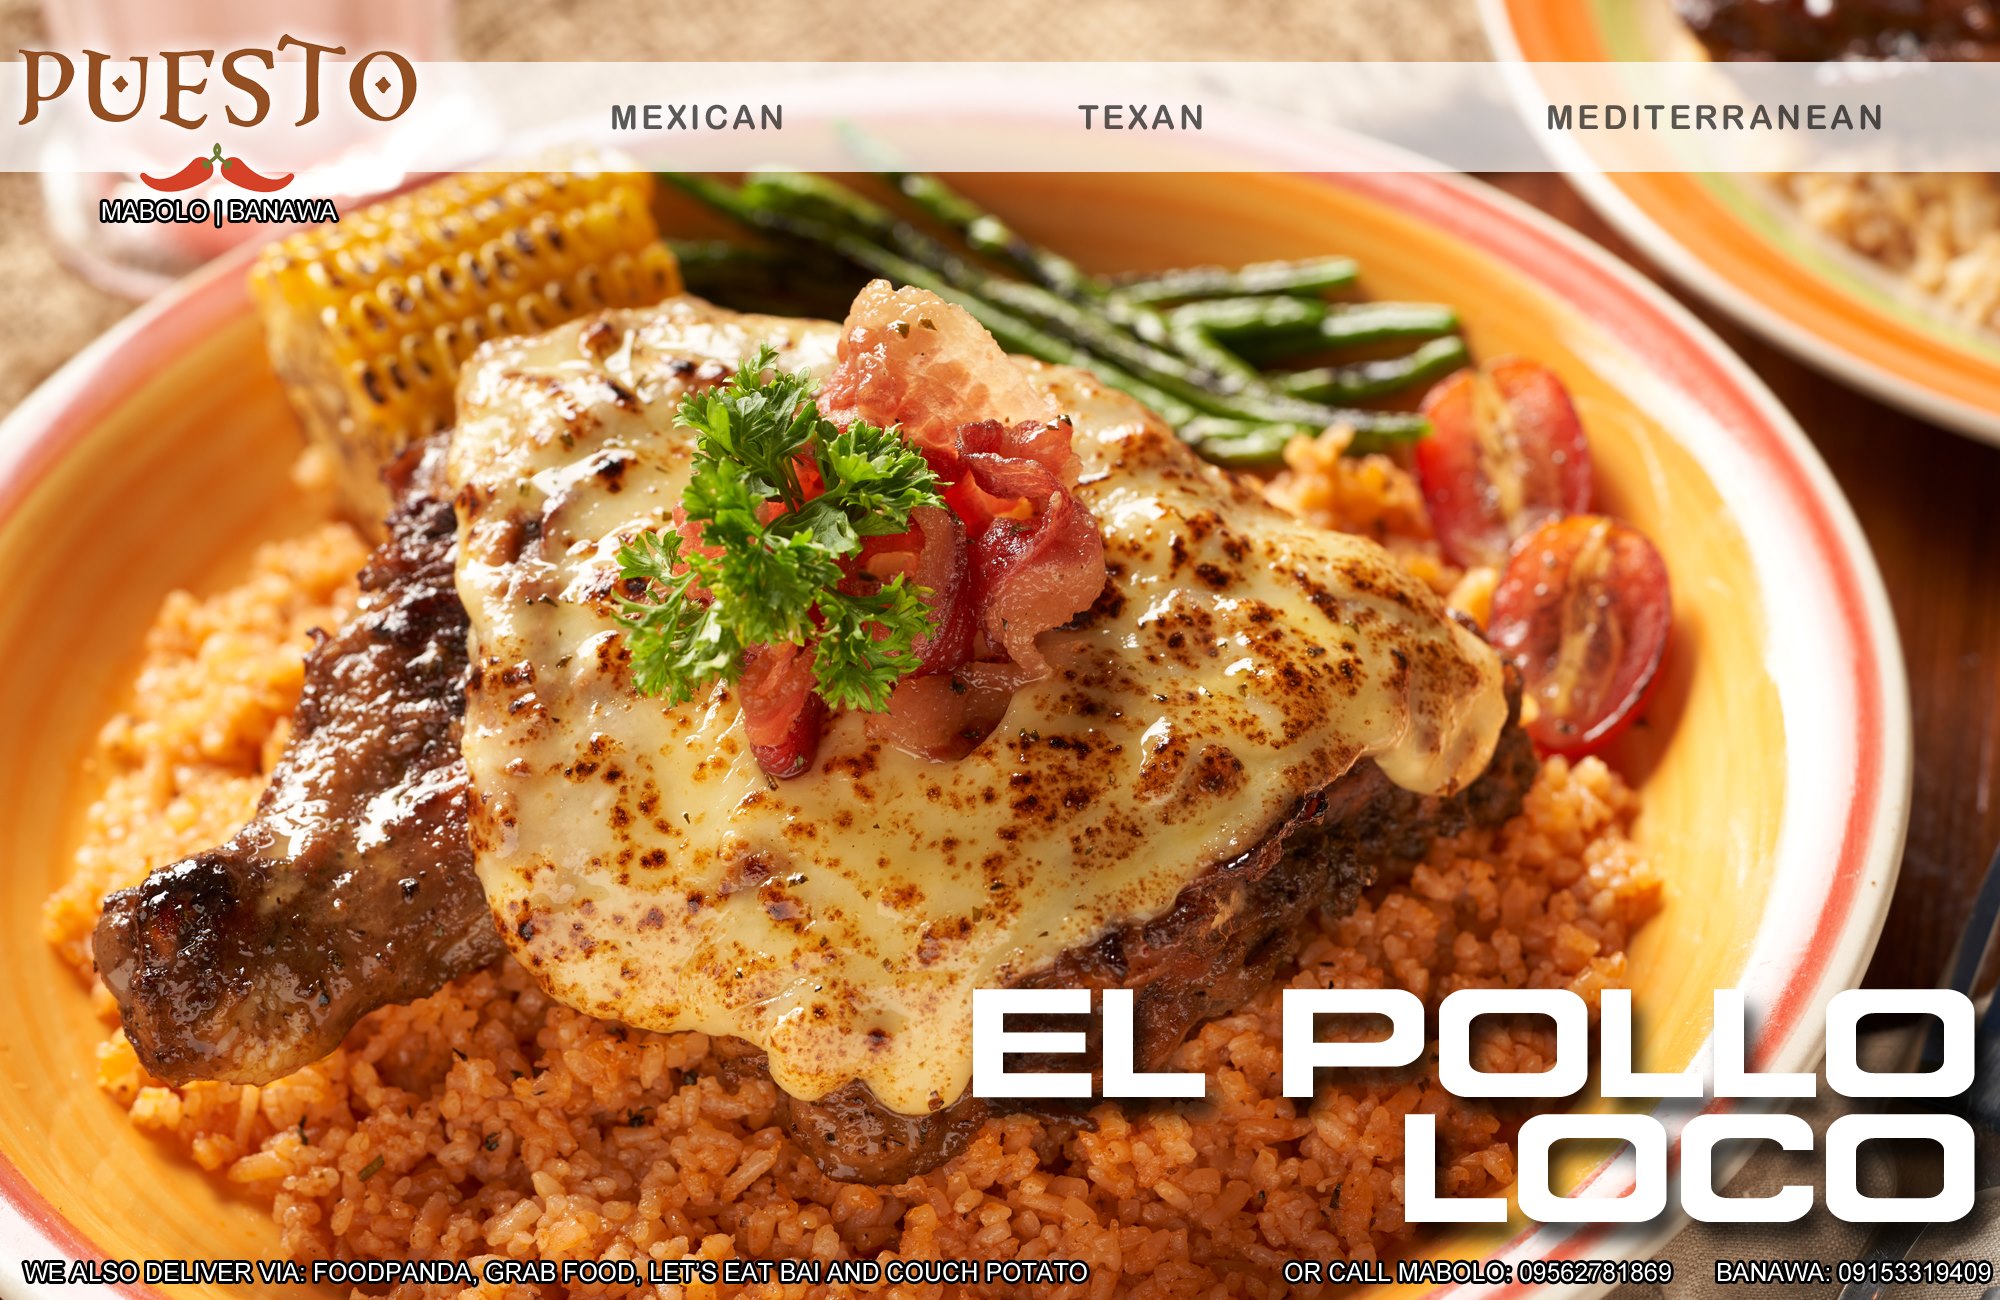 PUESTO
MABOLO | BANAWA
MEXICAN
TEXAN
MEDITERRANEAN
EL POLLO
LOCO
WE ALSO DELIVER VIA: FOODPANDA, GRAB FOOD, LET'S EAT BAI AND COUCH POTATO
OR CALL MABOLO: 09562781869
BANAWA: 09153319409